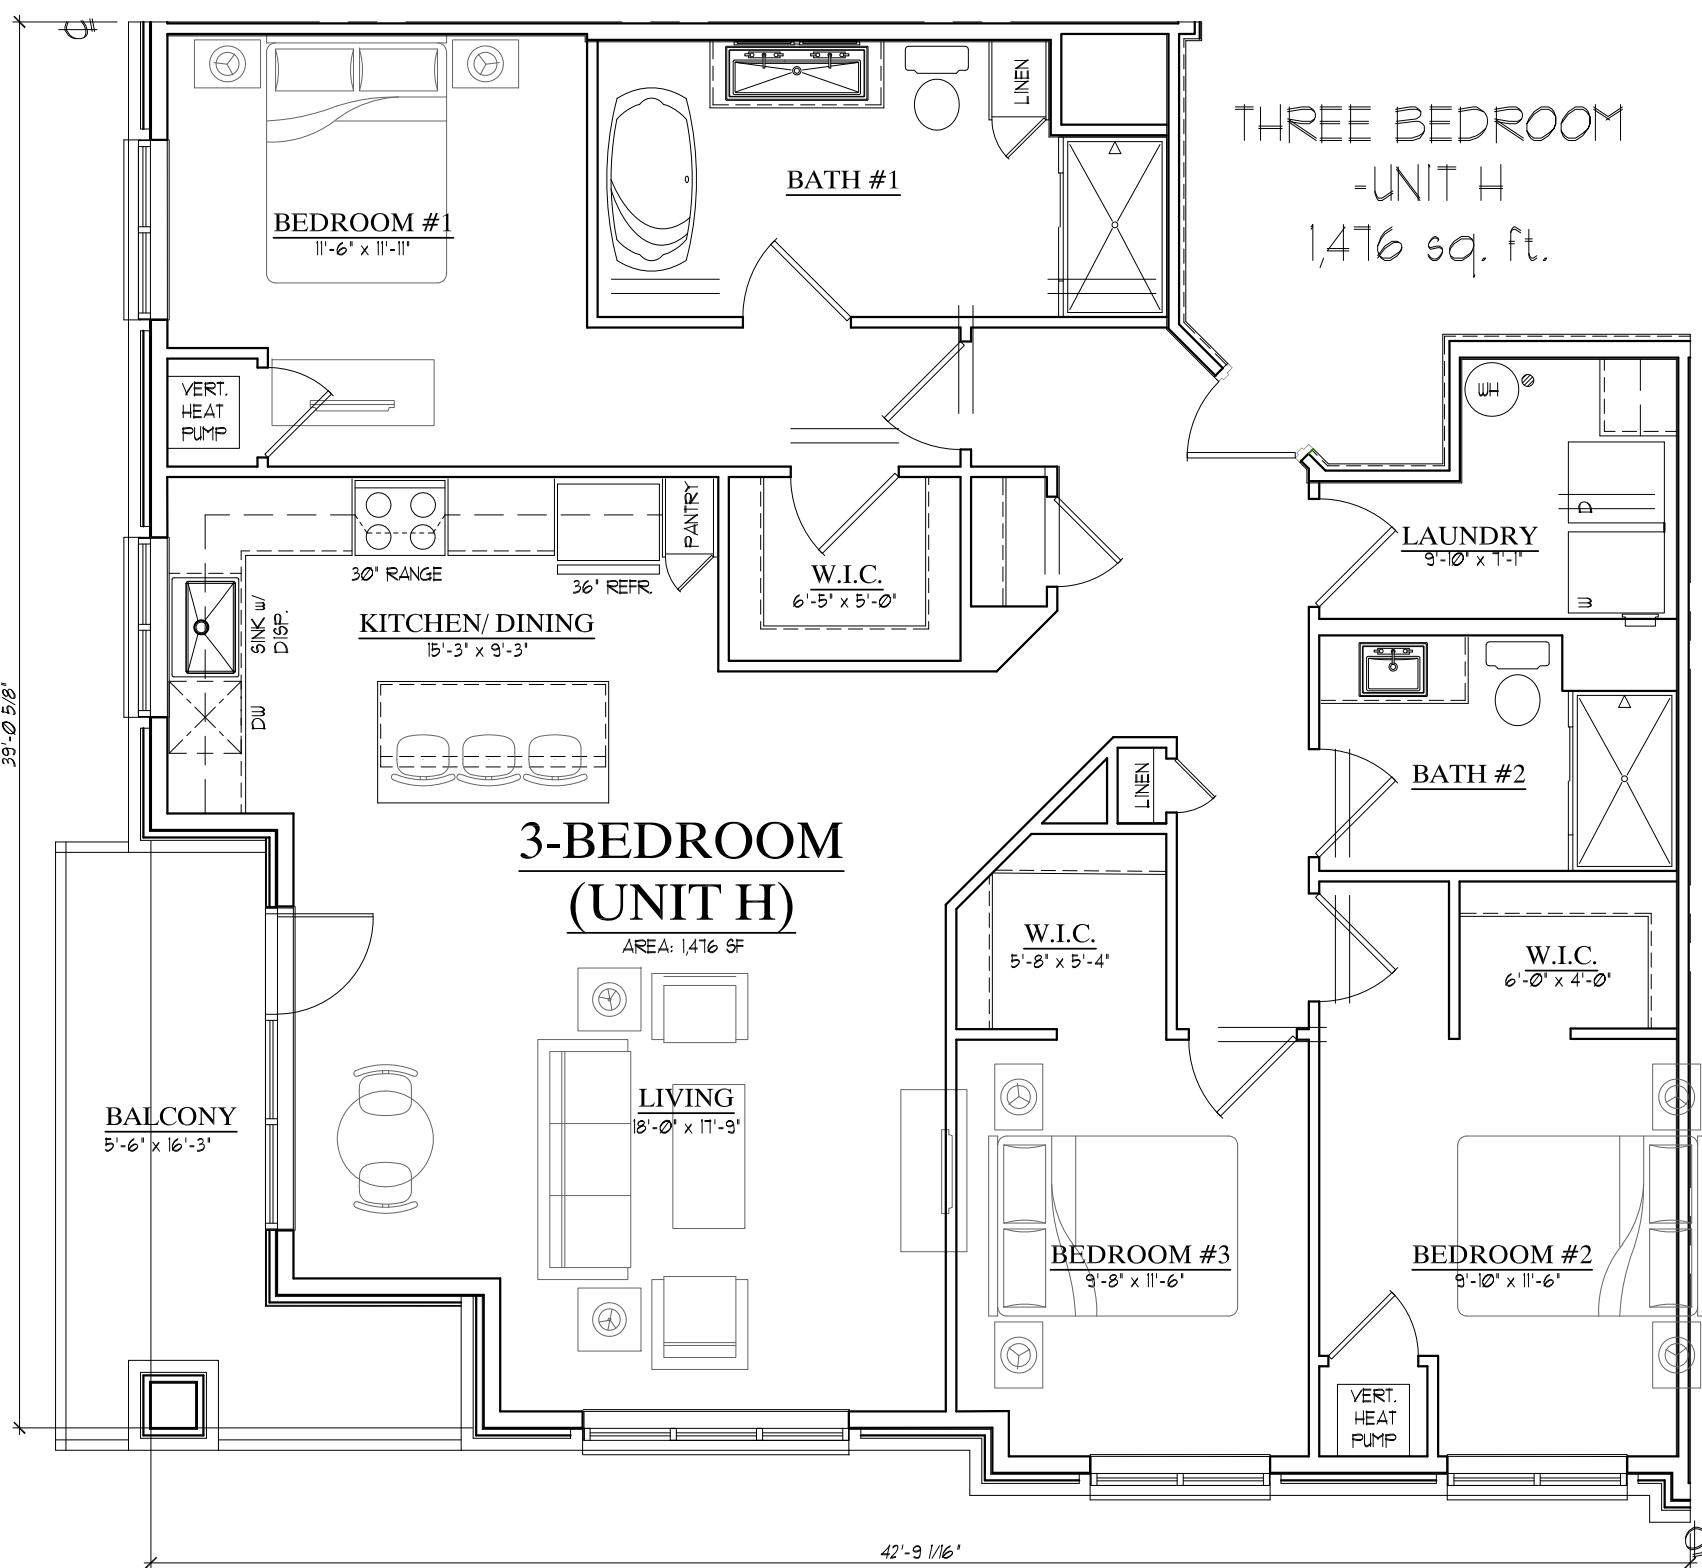 THREE BEDROOM
-UNIT H
1,476 sq. ft.
LINEN
BATH #1
BEDROOM #1
11'-6" x 11'-11"
VERT.
HEAT
PUMP
WH
PANTRY
D
LAUNDRY
9'-10" x 7'-1"
W
30" RANGE
36" REFR.
W.I.C.
6'-5" x 5'-0"
SINK w/
DISP.
KITCHEN/ DINING
15'-3" x 9'-3"
DW
39'-0 5/8"
LINEN
BATH #2
3-BEDROOM
(UNIT H)
AREA: 1,476 SF
W.I.C.
5'-8" x 5'-4"
W.I.C.
6'-0" x 4'-0"
BALCONY
5'-6" x 16'-3"
LIVING
18'-0" x 17'-9"
BEDROOM #3
9'-8" x 11'-6"
BEDROOM #2
9'-10" x 11'-6"
VERT.
HEAT
PUMP
42'-9 1/16"